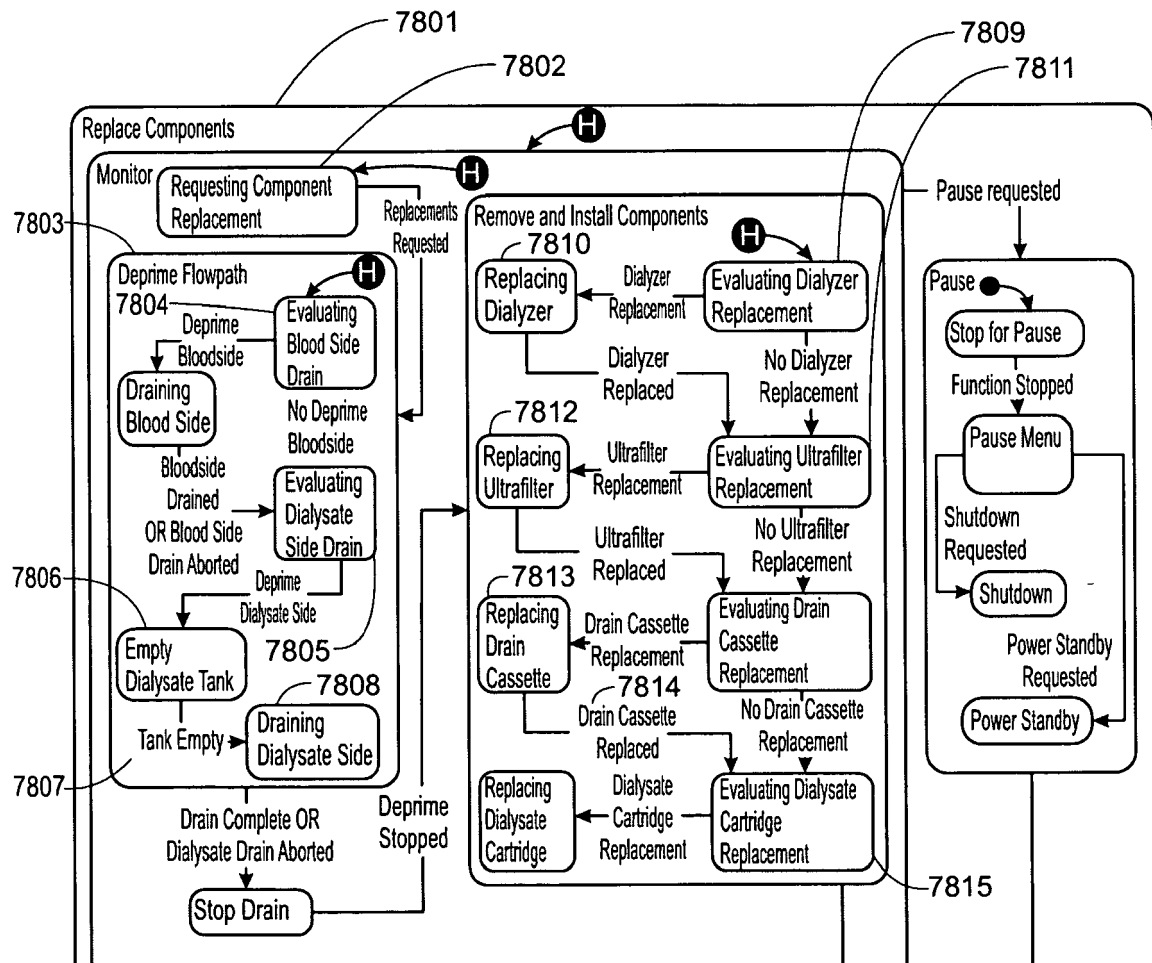 7801
7802
7809
7811
Replace Components
H
Monitor
Requesting Component
Replacement
H
Replacements
Requested
7803
Deprime Flowpath
H
7804
Evaluating
Blood Side
Drain
Deprime
Bloodside
Draining
Blood Side
No Deprime
Bloodside
Bloodside
Drained
OR Blood Side
Drain Aborted
Evaluating
Dialysate
Side Drain
7806
Deprime
Dialysate Side
7805
Empty
Dialysate Tank
7808
Tank Empty
Draining
Dialysate Side
7807
Drain Complete OR
Dialysate Drain Aborted
Stop Drain
Deprime
Stopped
Remove and Install Components
7810
H
Replacing
Dialyzer
Dialyzer
Replacement
Evaluating Dialyzer
Replacement
Dialyzer
Replaced
No Dialyzer
Replacement
7812
Replacing
Ultrafilter
Ultrafilter
Replacement
Evaluating Ultrafilter
Replacement
Ultrafilter
Replaced
No Ultrafilter
Replacement
7813
Replacing
Drain
Cassette
Drain Cassette
Replacement
Evaluating Drain
Cassette
Replacement
7814
Drain Cassette
Replaced
No Drain Cassette
Replacement
Replacing
Dialysate
Cartridge
Dialysate
Cartridge
Replacement
Evaluating Dialysate
Cartridge
Replacement
7815
Pause requested
Pause
Stop for Pause
Function Stopped
Pause Menu
Shutdown
Requested
Shutdown
Power Standby
Requested
Power Standby